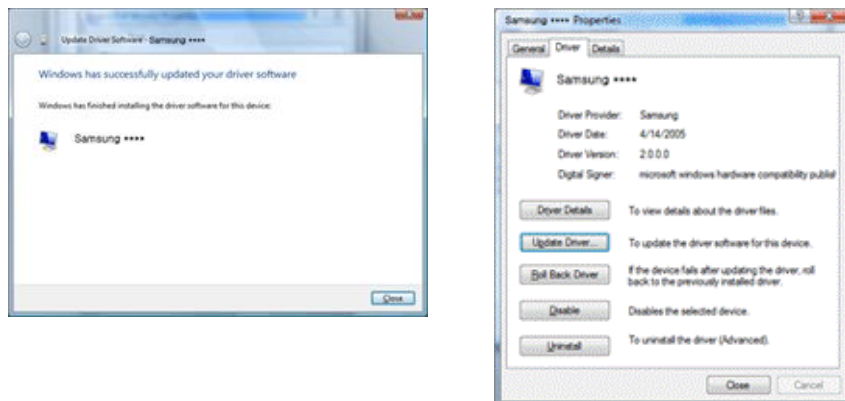 Update Driver Software - Samsung ****
Windows has successfully updated your driver software
Windows has finished installing the driver software for this device:
Samsung ****
Close
Samsung **** Properties
General Driver Details
Samsung ****
Driver Provider: Samsung
Driver Date: 4/14/2005
Driver Version: 2.0.0.0
Digital Signer: microsoft windows hardware compatibility publist
Driver Details To view details about the driver files.
Update Driver... To update the driver software for this device.
Roll Back Driver If the device fails after updating the driver, roll
back to the previously installed driver.
Disable Disables the selected device.
Uninstall To uninstall the driver (Advanced).
Close Cancel